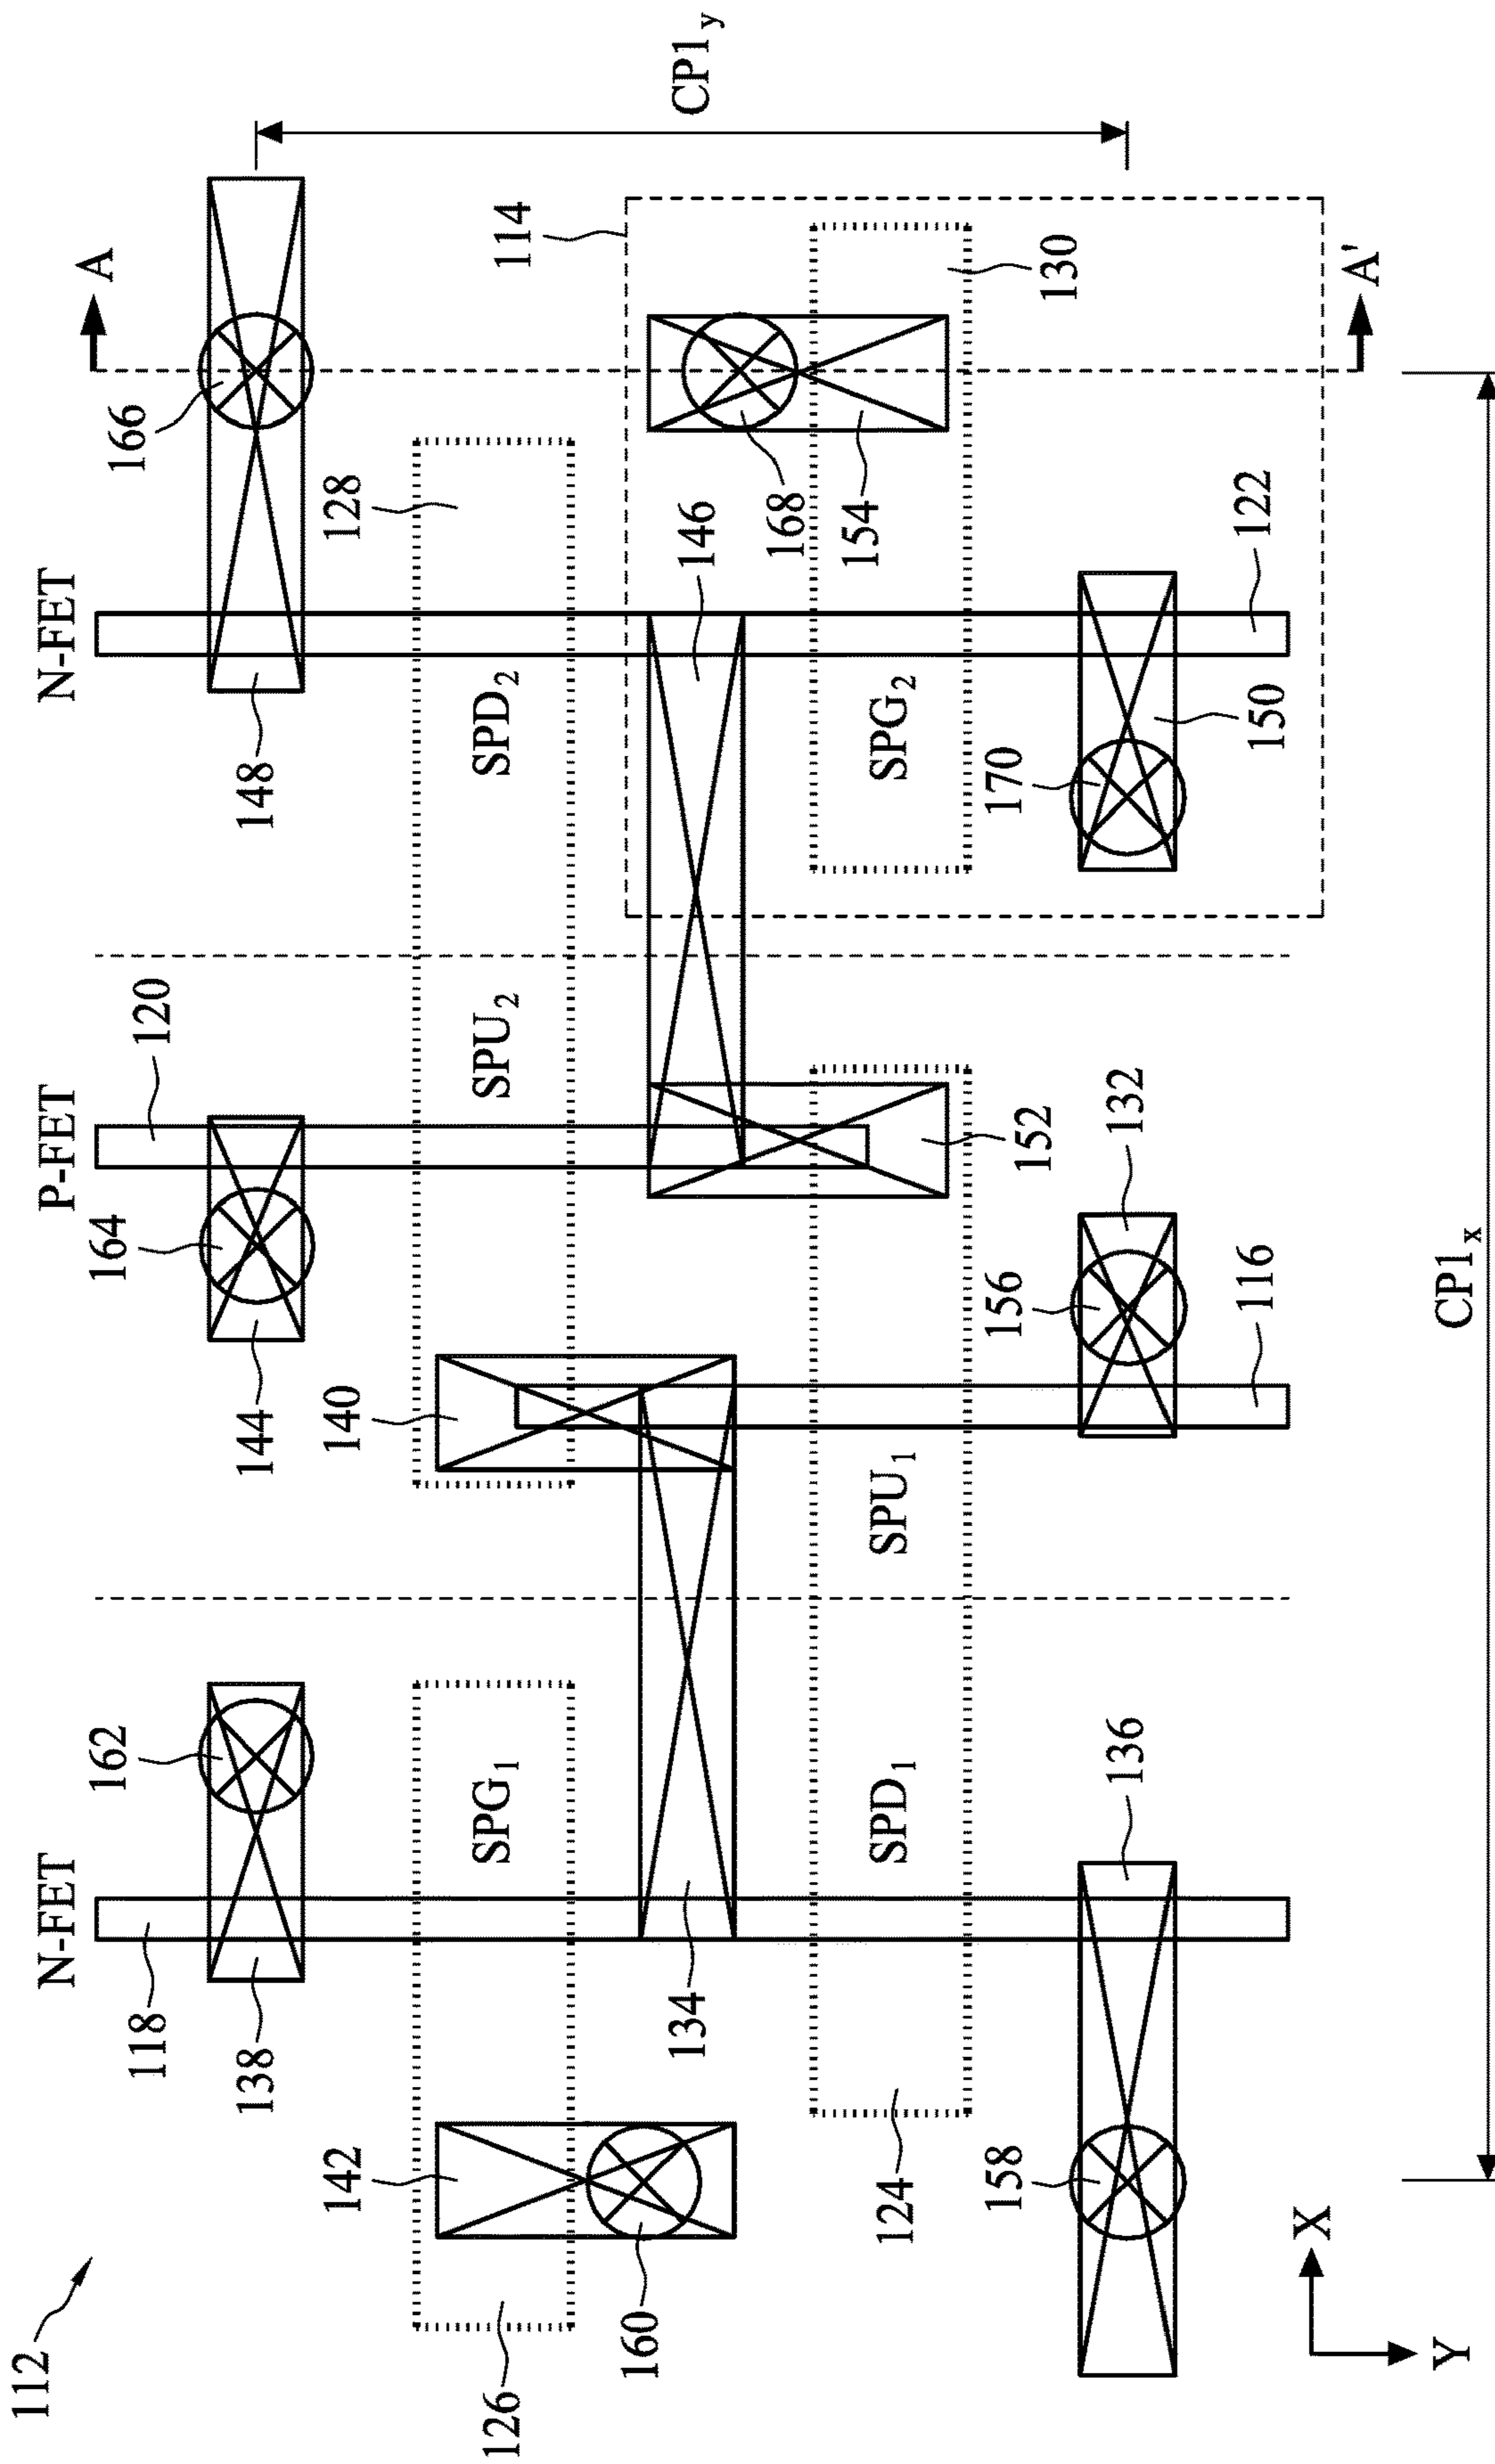 112
N-FET
P-FET
N-FET
A
118
162
164
120
166
138
144
148
142
140
128
126
SPG₁
SPU₂
SPD₂
114
160
134
146
CP1y
168
154
124
SPD₁
SPU₁
SPG₂
158
156
152
170
130
136
132
116
150
122
X
A'
Y
CP1x